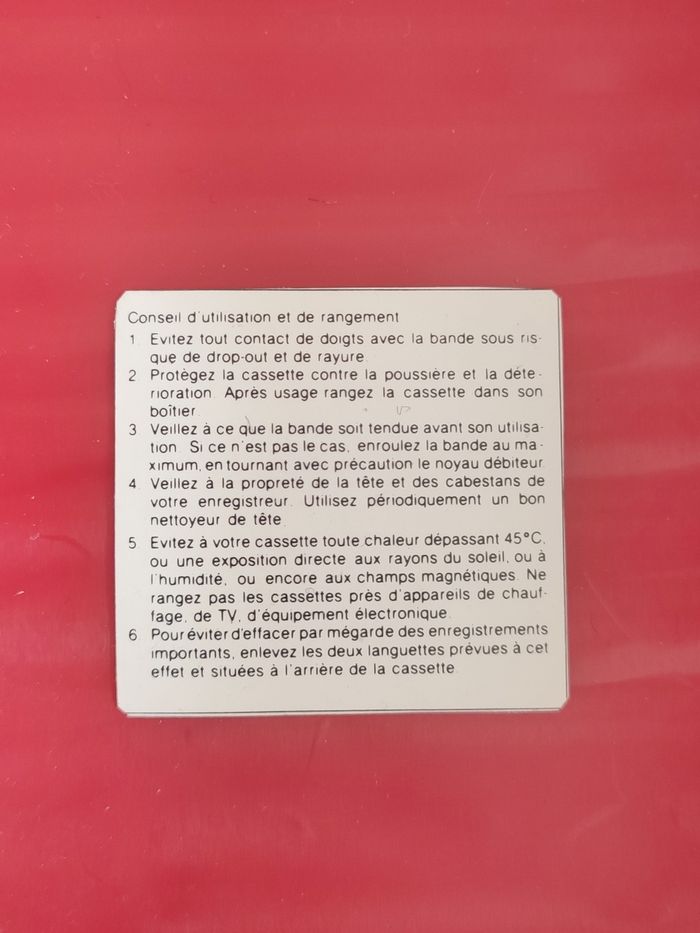 Conseil d'utilisation et de rangement
1. Evitez tout contact de doigts avec la bande sous ris-
que de drop-out et de rayure.
2. Protègez la cassette contre la poussière et la déte-
rioration. Après usage rangez la cassette dans son
boîtier.
3. Veillez à ce que la bande soit tendue avant son utilisa-
tion. Si ce n'est pas le cas, enroulez la bande au ma-
ximum, en tournant avec précaution le noyau débiteur.
4. Veillez à la propreté de la tête et des cabestans de
votre enregistreur. Utilisez périodiquement un bon
nettoyeur de tête.
5. Evitez à votre cassette toute chaleur dépassant 45°C,
ou une exposition directe aux rayons du soleil, ou à
l'humidité, ou encore aux champs magnétiques. Ne
rangez pas les cassettes près d'appareils de chauf-
fage, de TV, d'équipement électronique.
6. Pour éviter d'effacer par mégarde des enregistrements
importants, enlevez les deux languettes prévues à cet
effet et situées à l'arrière de la cassette.